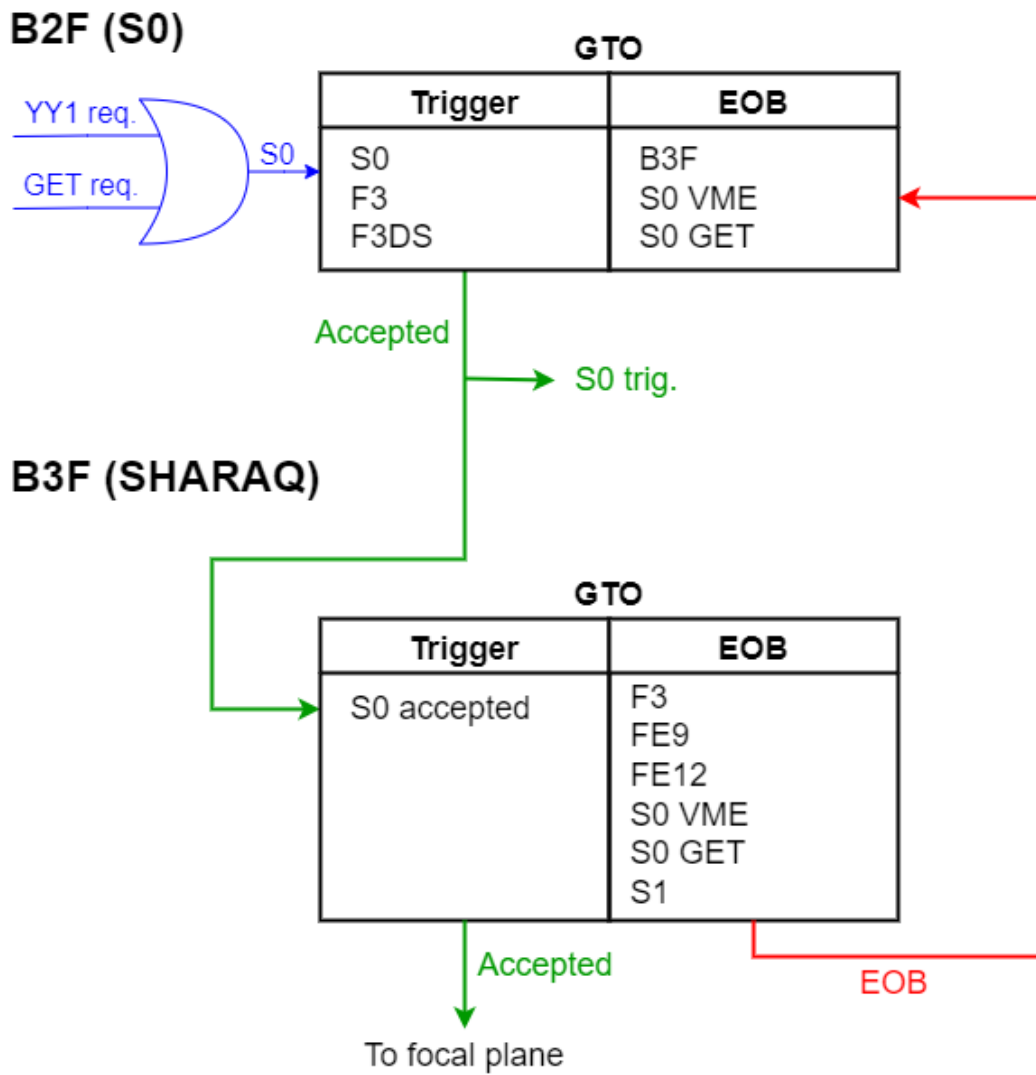 B2F (S0)
GTO
Trigger EOB
YY1 req.
GET req.
S0
S0 B3F
F3 S0 VME
F3DS S0 GET
Accepted
S0 trig.
B3F (SHARAQ)
GTO
Trigger EOB
S0 accepted
F3
FE9
FE12
S0 VME
S0 GET
S1
Accepted
EOB
To focal plane